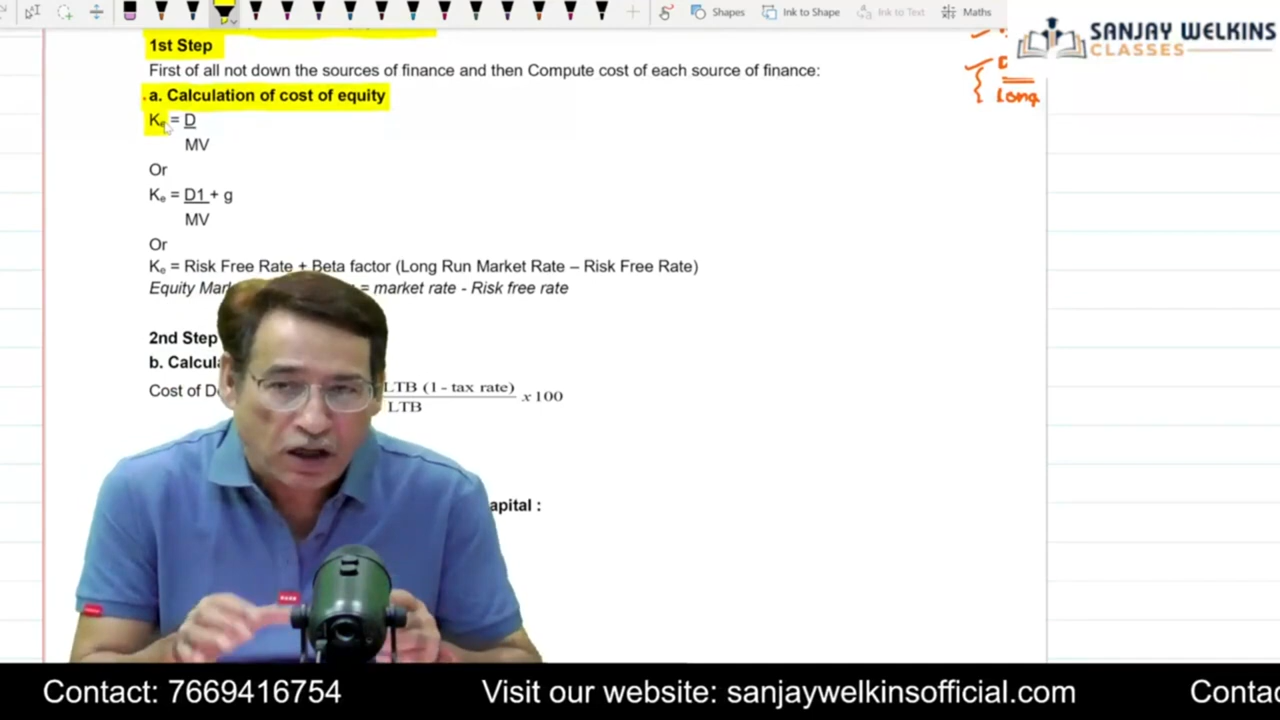 Shapes
Ink to Shape
Ink to Text
Maths
SANJAY WELKINS
CLASSES
1st Step
First of all not down the sources of finance and then Compute cost of each source of finance:
a. Calculation of cost of equity
Ke = D
MV
Or
Ke = D1 + g
MV
Or
Ke = Risk Free Rate + Beta factor (Long Run Market Rate – Risk Free Rate)
Equity = market rate - Risk free rate
2nd Step
b.
Cost of LTB (1 - tax rate) x 100
LTB
apital :
Long
Contact: 7669416754 Visit our website: sanjaywelkinsofficial.com